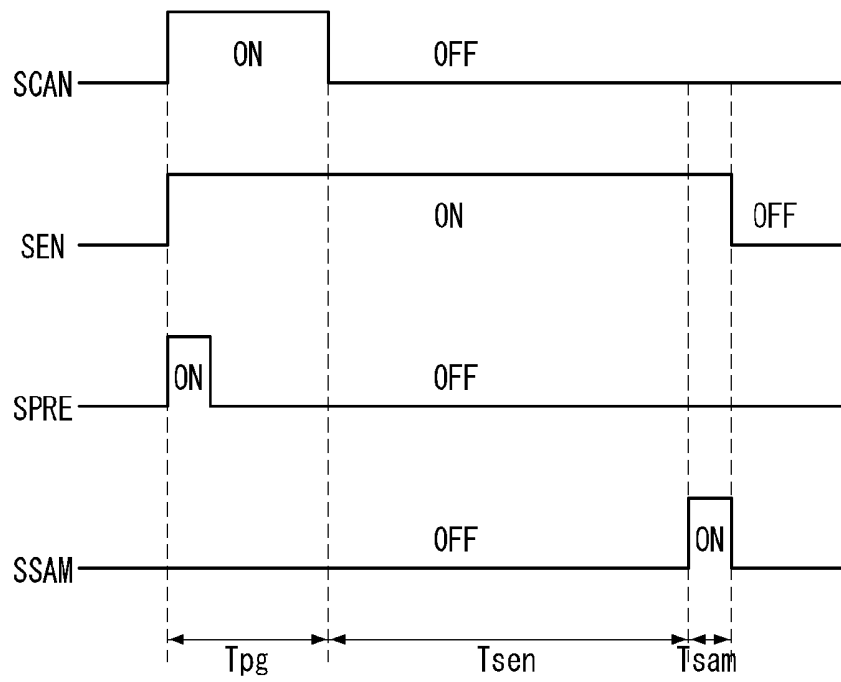 ON OFF
SCAN
ON OFF
SEN
ON OFF
SPRE
OFF ON
SSAM
Tpg Tsen Tsam